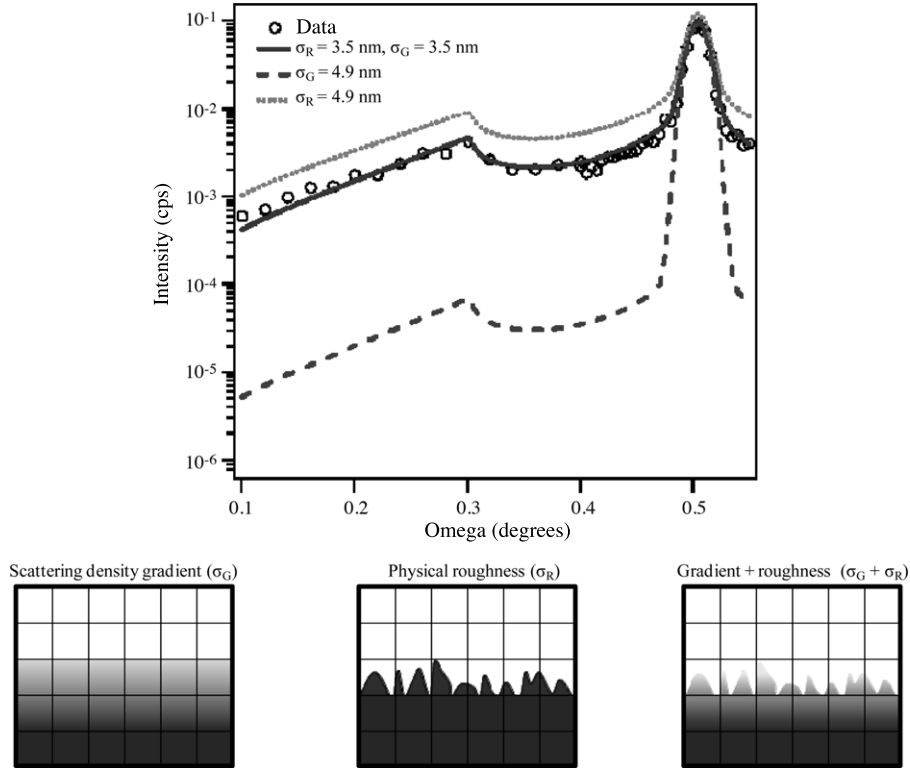 10⁻¹
10⁻²
10⁻³
10⁻⁴
10⁻⁵
10⁻⁶
Intensity (cps)
Data
σR = 3.5 nm, σG = 3.5 nm
σG = 4.9 nm
σR = 4.9 nm
0.1 0.2 0.3 0.4 0.5
Omega (degrees)
Scattering density gradient (σG)
Physical roughness (σR)
Gradient + roughness (σG + σR)